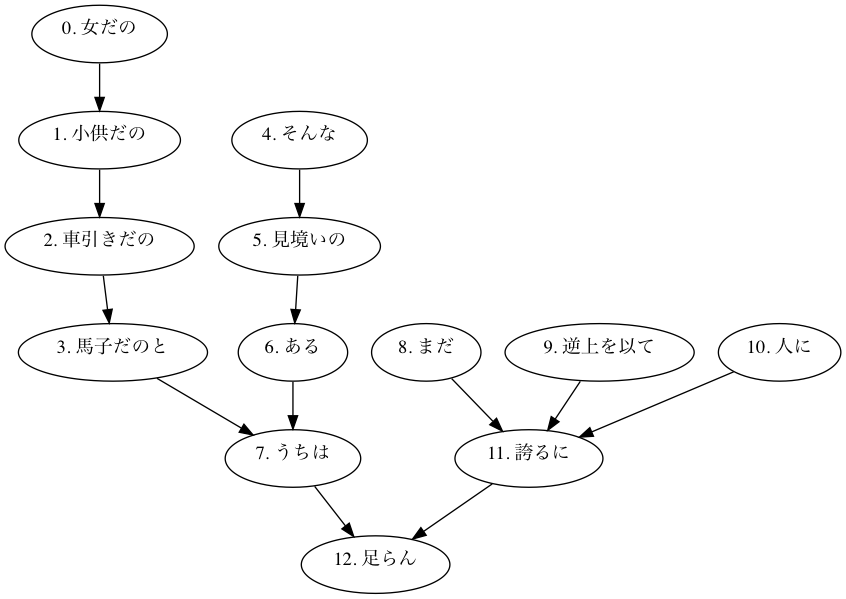 0. 女だの
1. 小供だの
4. そんな
2. 車引きだの
5. 見境いの
3. 馬子だのと
6. ある
8. まだ
9. 逆上を以て
10. 人に
7. うちは
11. 誇るに
12. 足らん